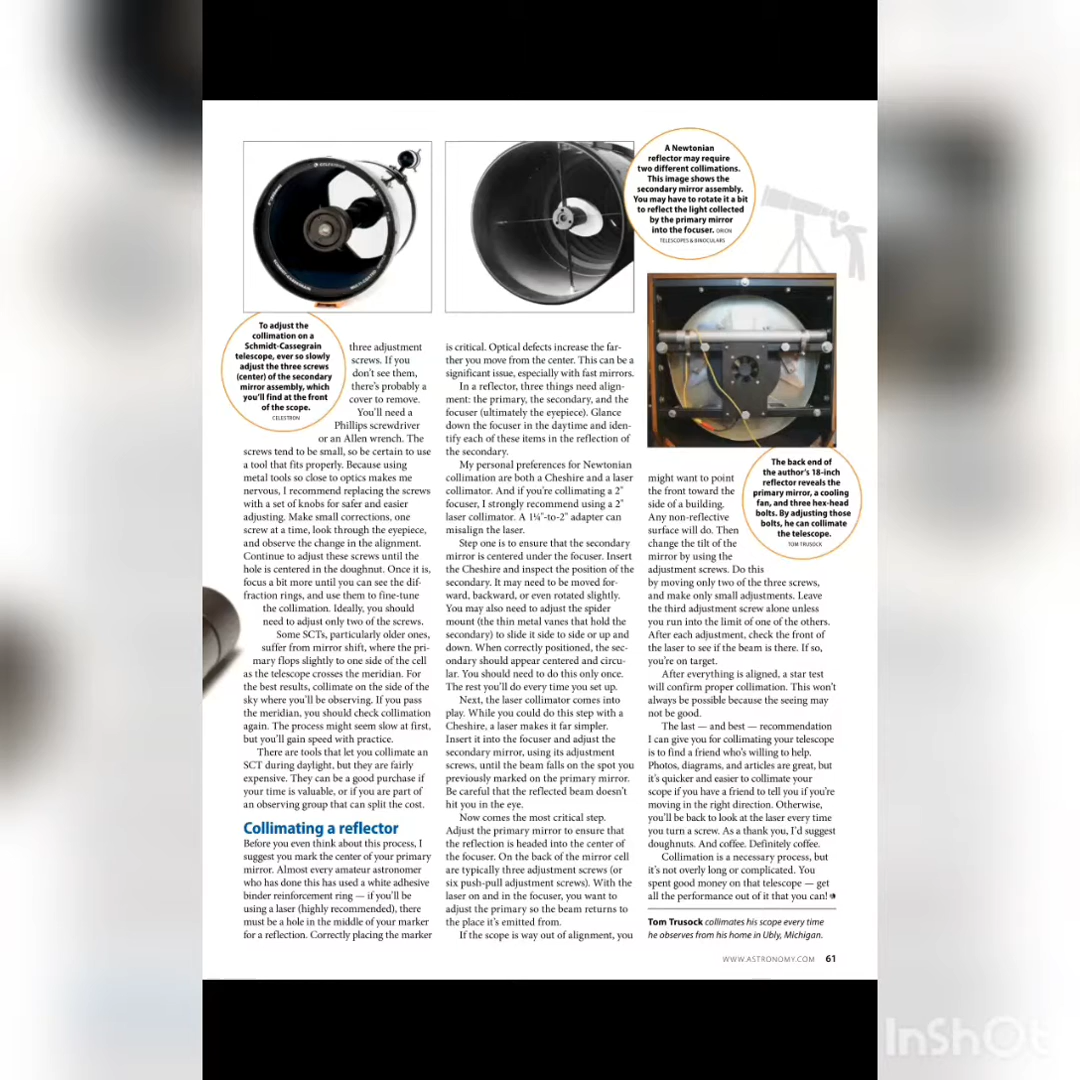 A Newtonian
reflector may require
two different collimations.
This image shows the
secondary mirror assembly.
You may have to rotate it a bit
to reflect the light collected
by the primary mirror
into the focuser. ORION
TELESCOPES & BINOCULARS
To adjust the
collimation on a
Schmidt-Cassegrain
telescope, ever so slowly
adjust the three screws
(center) of the secondary
mirror assembly, which
you'll find at the front
of the scope.
CELESTRON
three adjustment
screws. If you
don't see them,
there's probably a
cover to remove.
You'll need a
Phillips screwdriver
or an Allen wrench. The
screws tend to be small, so be certain to use
a tool that fits properly. Because using
metal tools so close to optics makes me
nervous, I recommend replacing the screws
with a set of knobs for safer and easier
adjusting. Make small corrections, one
screw at a time, look through the eyepiece,
and observe the change in the alignment.
Continue to adjust these screws until the
hole is centered in the doughnut. Once it is,
focus a bit more until you can see the dif-
fraction rings, and use them to fine-tune
the collimation. Ideally, you should
need to adjust only two of the screws.
Some SCTs, particularly older ones,
suffer from mirror shift, where the pri-
mary flops slightly to one side of the cell
as the telescope crosses the meridian. For
the best results, collimate on the side of the
sky where you'll be observing. If you pass
the meridian, you should check collimation
again. The process might seem slow at first,
but you'll gain speed with practice.
There are tools that let you collimate an
SCT during daylight, but they are fairly
expensive. They can be a good purchase if
your time is valuable, or if you are part of
an observing group that can split the cost.
Collimating a reflector
Before you even think about this process, I
suggest you mark the center of your primary
mirror. Almost every amateur astronomer
who has done this has used a white adhesive
binder reinforcement ring — if you'll be
using a laser (highly recommended), there
must be a hole in the middle of your marker
for a reflection. Correctly placing the marker
is critical. Optical defects increase the far-
ther you move from the center. This can be a
significant issue, especially with fast mirrors.
In a reflector, three things need align-
ment: the primary, the secondary, and the
focuser (ultimately the eyepiece). Glance
down the focuser in the daytime and iden-
tify each of these items in the reflection of
the secondary.
My personal preferences for Newtonian
collimation are both a Cheshire and a laser
collimator. And if you're collimating a 2"
focuser, I strongly recommend using a 2"
laser collimator. A 1¼"-to-2" adapter can
misalign the laser.
Step one is to ensure that the secondary
mirror is centered under the focuser. Insert
the Cheshire and inspect the position of the
secondary. It may need to be moved for-
ward, backward, or even rotated slightly.
You may also need to adjust the spider
mount (the thin metal vanes that hold the
secondary) to slide it side to side or up and
down. When correctly positioned, the sec-
ondary should appear centered and circu-
lar. You should need to do this only once.
The rest you'll do every time you set up.
Next, the laser collimator comes into
play. While you could do this step with a
Cheshire, a laser makes it far simpler.
Insert it into the focuser and adjust the
secondary mirror, using its adjustment
screws, until the beam falls on the spot you
previously marked on the primary mirror.
Be careful that the reflected beam doesn't
hit you in the eye.
Now comes the most critical step.
Adjust the primary mirror to ensure that
the reflection is headed into the center of
the focuser. On the back of the mirror cell
are typically three adjustment screws (or
six push-pull adjustment screws). With the
laser on and in the focuser, you want to
adjust the primary so the beam returns to
the place it's emitted from.
If the scope is way out of alignment, you
The back end of
the author's 18-inch
reflector reveals the
primary mirror, a cooling
fan, and three hex-head
bolts. By adjusting those
bolts, he can collimate
the telescope.
TOM TRUSOCK
might want to point
the front toward the
side of a building.
Any non-reflective
surface will do. Then
change the tilt of the
mirror by using the
adjustment screws. Do this
by moving only two of the three screws,
and make only small adjustments. Leave
the third adjustment screw alone unless
you run into the limit of one of the others.
After each adjustment, check the front of
the laser to see if the beam is there. If so,
you're on target.
After everything is aligned, a star test
will confirm proper collimation. This won't
always be possible because the seeing may
not be good.
The last — and best — recommendation
I can give you for collimating your telescope
is to find a friend who's willing to help.
Photos, diagrams, and articles are great, but
it's quicker and easier to collimate your
scope if you have a friend to tell you if you're
moving in the right direction. Otherwise,
you'll be back to look at the laser every time
you turn a screw. As a thank you, I'd suggest
doughnuts. And coffee. Definitely coffee.
Collimation is a necessary process, but
it's not overly long or complicated. You
spent good money on that telescope — get
all the performance out of it that you can!
Tom Trusock collimates his scope every time
he observes from his home in Ubly, Michigan.
WWW.ASTRONOMY.COM 61
InShOt